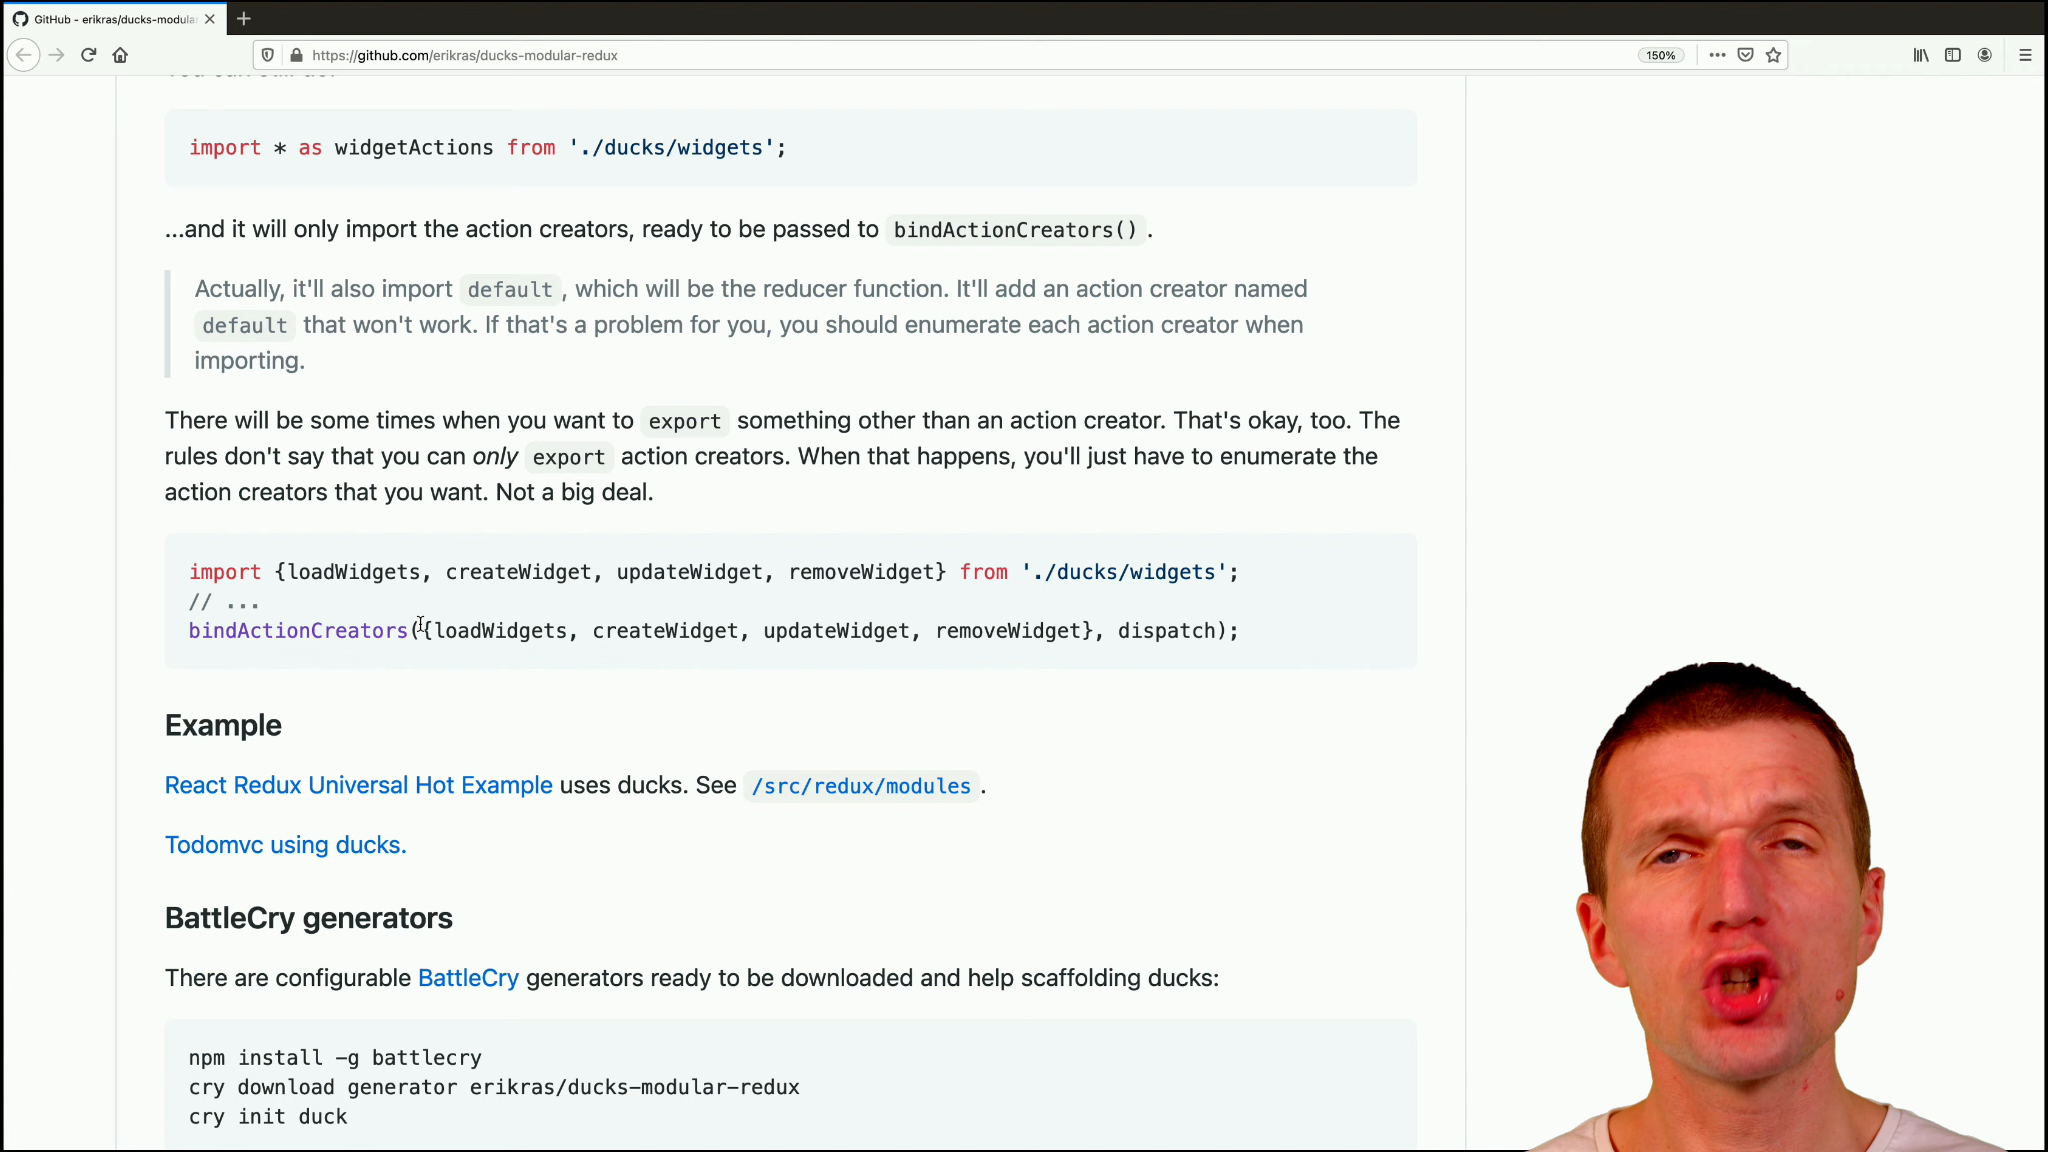 GitHub - erikras/ducks-modula
https://github.com/erikras/ducks-modular-redux
150%
import * as widgetActions from './ducks/widgets';
...and it will only import the action creators, ready to be passed to bindActionCreators() .
Actually, it'll also import default , which will be the reducer function. It'll add an action creator named
default that won't work. If that's a problem for you, you should enumerate each action creator when
importing.
There will be some times when you want to export something other than an action creator. That's okay, too. The
rules don't say that you can only export action creators. When that happens, you'll just have to enumerate the
action creators that you want. Not a big deal.
import {loadWidgets, createWidget, updateWidget, removeWidget} from './ducks/widgets';
// ...
bindActionCreators({loadWidgets, createWidget, updateWidget, removeWidget}, dispatch);
Example
React Redux Universal Hot Example uses ducks. See /src/redux/modules .
Todomvc using ducks.
BattleCry generators
There are configurable BattleCry generators ready to be downloaded and help scaffolding ducks:
npm install -g battlecry
cry download generator erikras/ducks-modular-redux
cry init duck